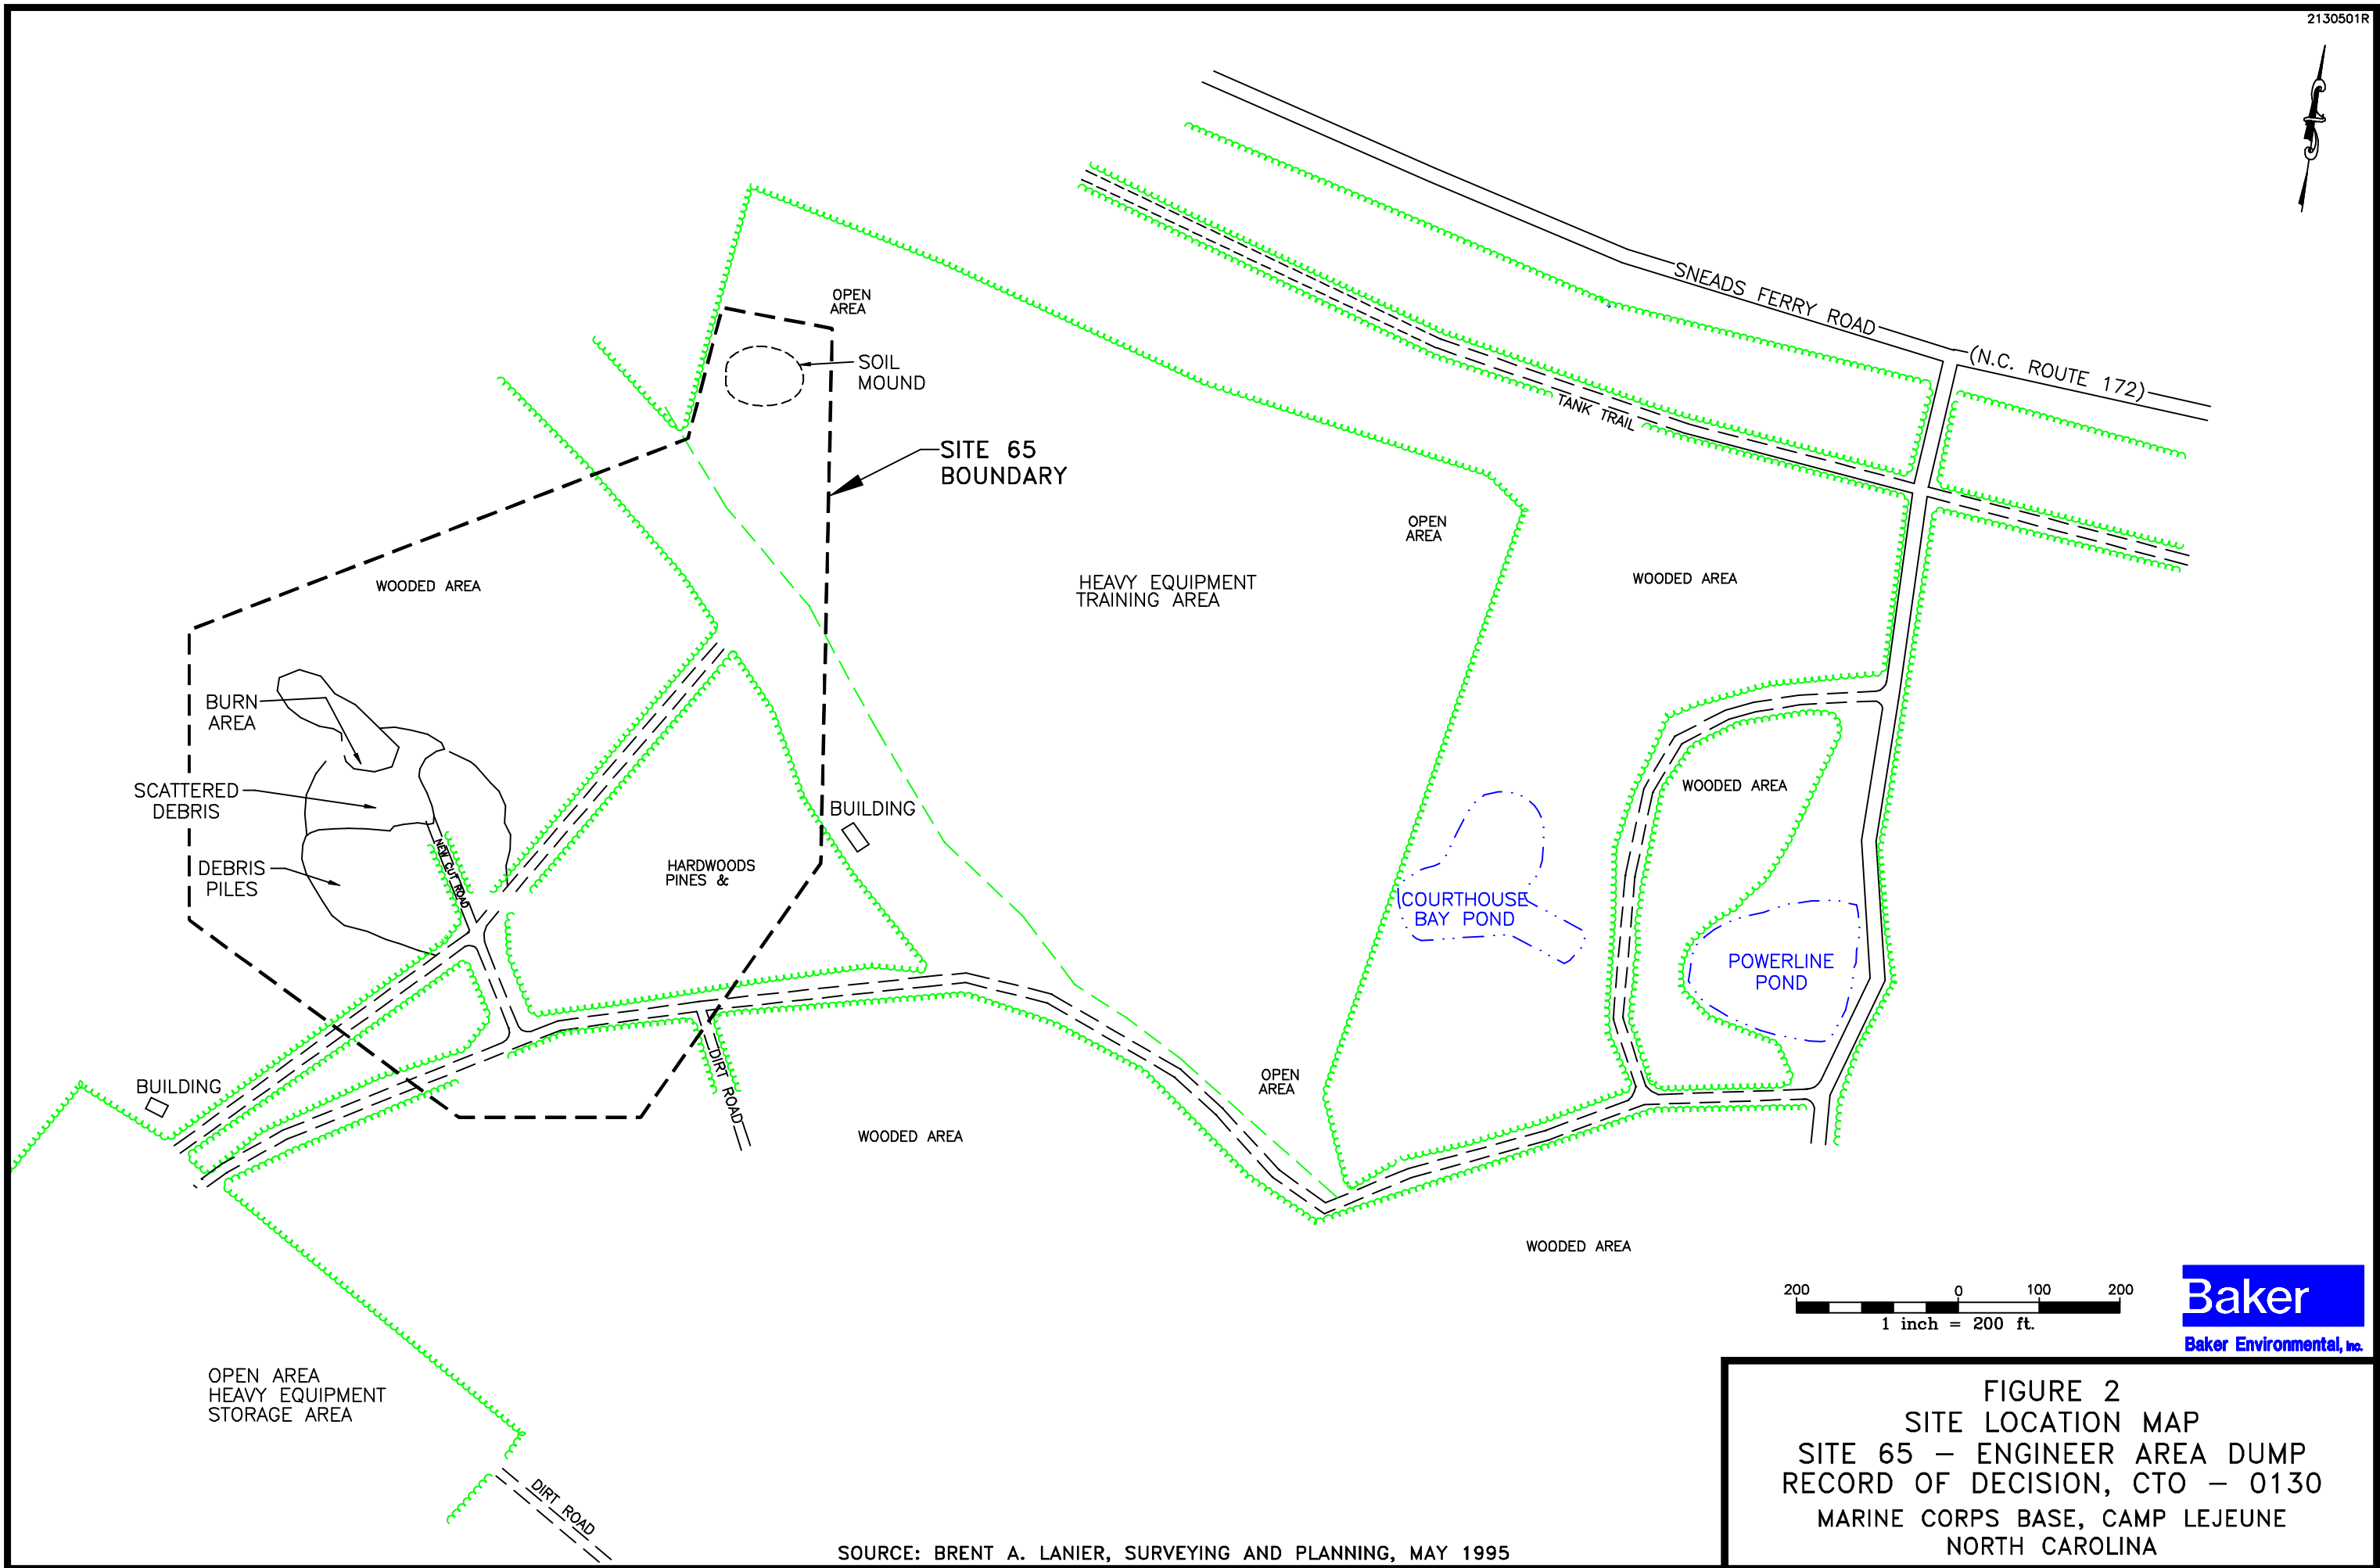 2130501R
SNEADS FERRY ROAD
(N.C. ROUTE 172)
TANK TRAIL
OPEN
AREA
SOIL
MOUND
SITE 65
BOUNDARY
OPEN
AREA
HEAVY EQUIPMENT
TRAINING AREA
WOODED AREA
WOODED AREA
BURN
AREA
SCATTERED
DEBRIS
DEBRIS
PILES
NEW CUT ROAD
BUILDING
HARDWOODS
PINES &
WOODED AREA
COURTHOUSE
BAY POND
POWERLINE
POND
BUILDING
DIRT ROAD
OPEN
AREA
WOODED AREA
WOODED AREA
OPEN AREA
HEAVY EQUIPMENT
STORAGE AREA
DIRT ROAD
200 0 100 200
1 inch = 200 ft.
Baker
Baker Environmental, Inc.
FIGURE 2
SITE LOCATION MAP
SITE 65 – ENGINEER AREA DUMP
RECORD OF DECISION, CTO – 0130
MARINE CORPS BASE, CAMP LEJEUNE
NORTH CAROLINA
SOURCE: BRENT A. LANIER, SURVEYING AND PLANNING, MAY 1995